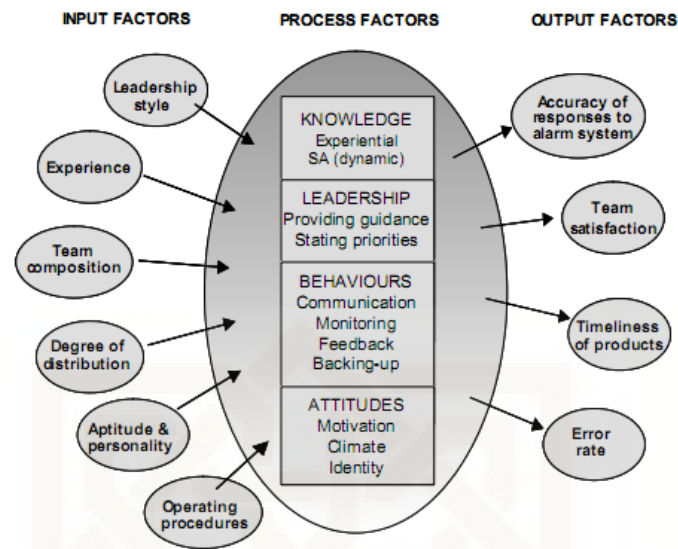 INPUT FACTORS
PROCESS FACTORS
OUTPUT FACTORS
Leadership
style
Experience
Team
composition
Degree of
distribution
Aptitude &
personality
Operating
procedures
KNOWLEDGE
Experiential
SA (dynamic)
LEADERSHIP
Providing guidance
Stating priorities
BEHAVIOURS
Communication
Monitoring
Feedback
Backing-up
ATTITUDES
Motivation
Climate
Identity
Accuracy of
responses to
alarm system
Team
satisfaction
Timeliness
of products
Error
rate